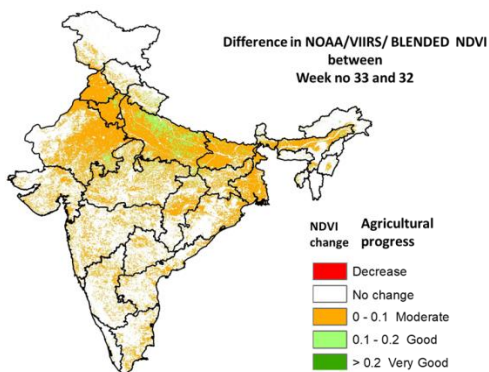 Difference in NOAA/VIIRS/ BLENDED NDVI
between
Week no 33 and 32
NDVI change
Agricultural progress
Decrease
No change
0 - 0.1 Moderate
0.1 - 0.2 Good
> 0.2 Very Good